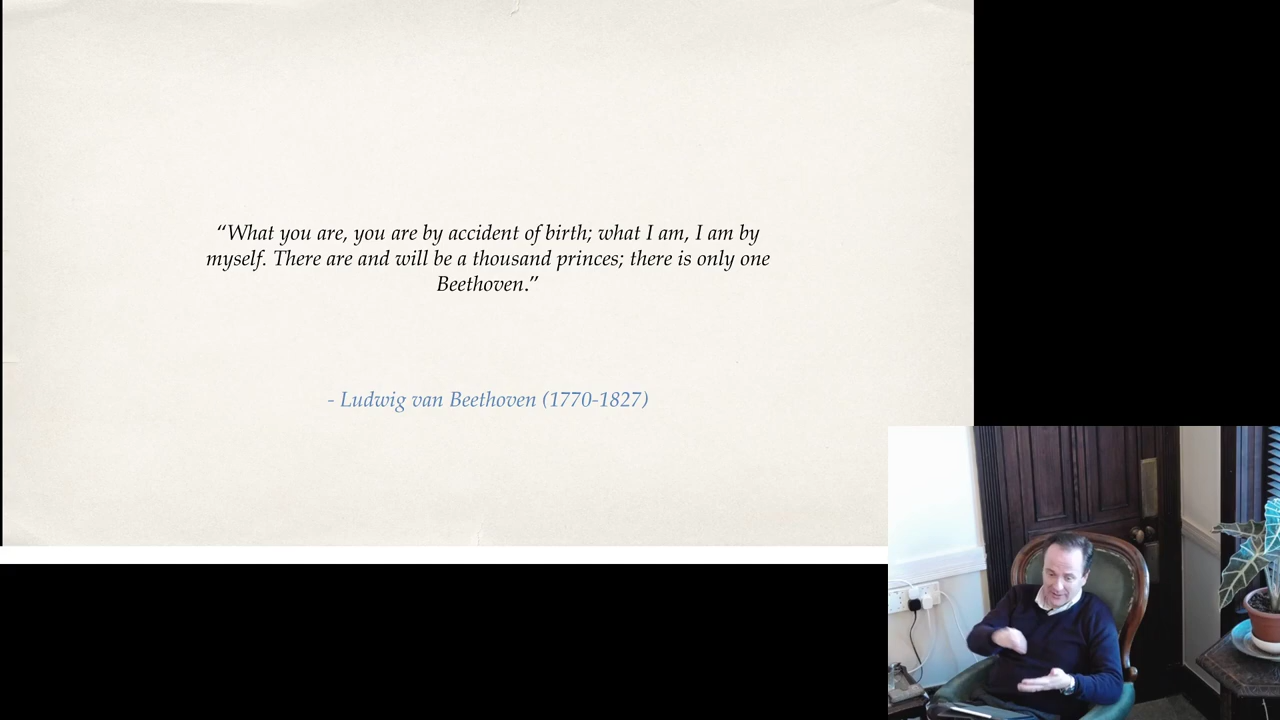 “What you are, you are by accident of birth; what I am, I am by
myself. There are and will be a thousand princes; there is only one
Beethoven.”
- Ludwig van Beethoven (1770-1827)